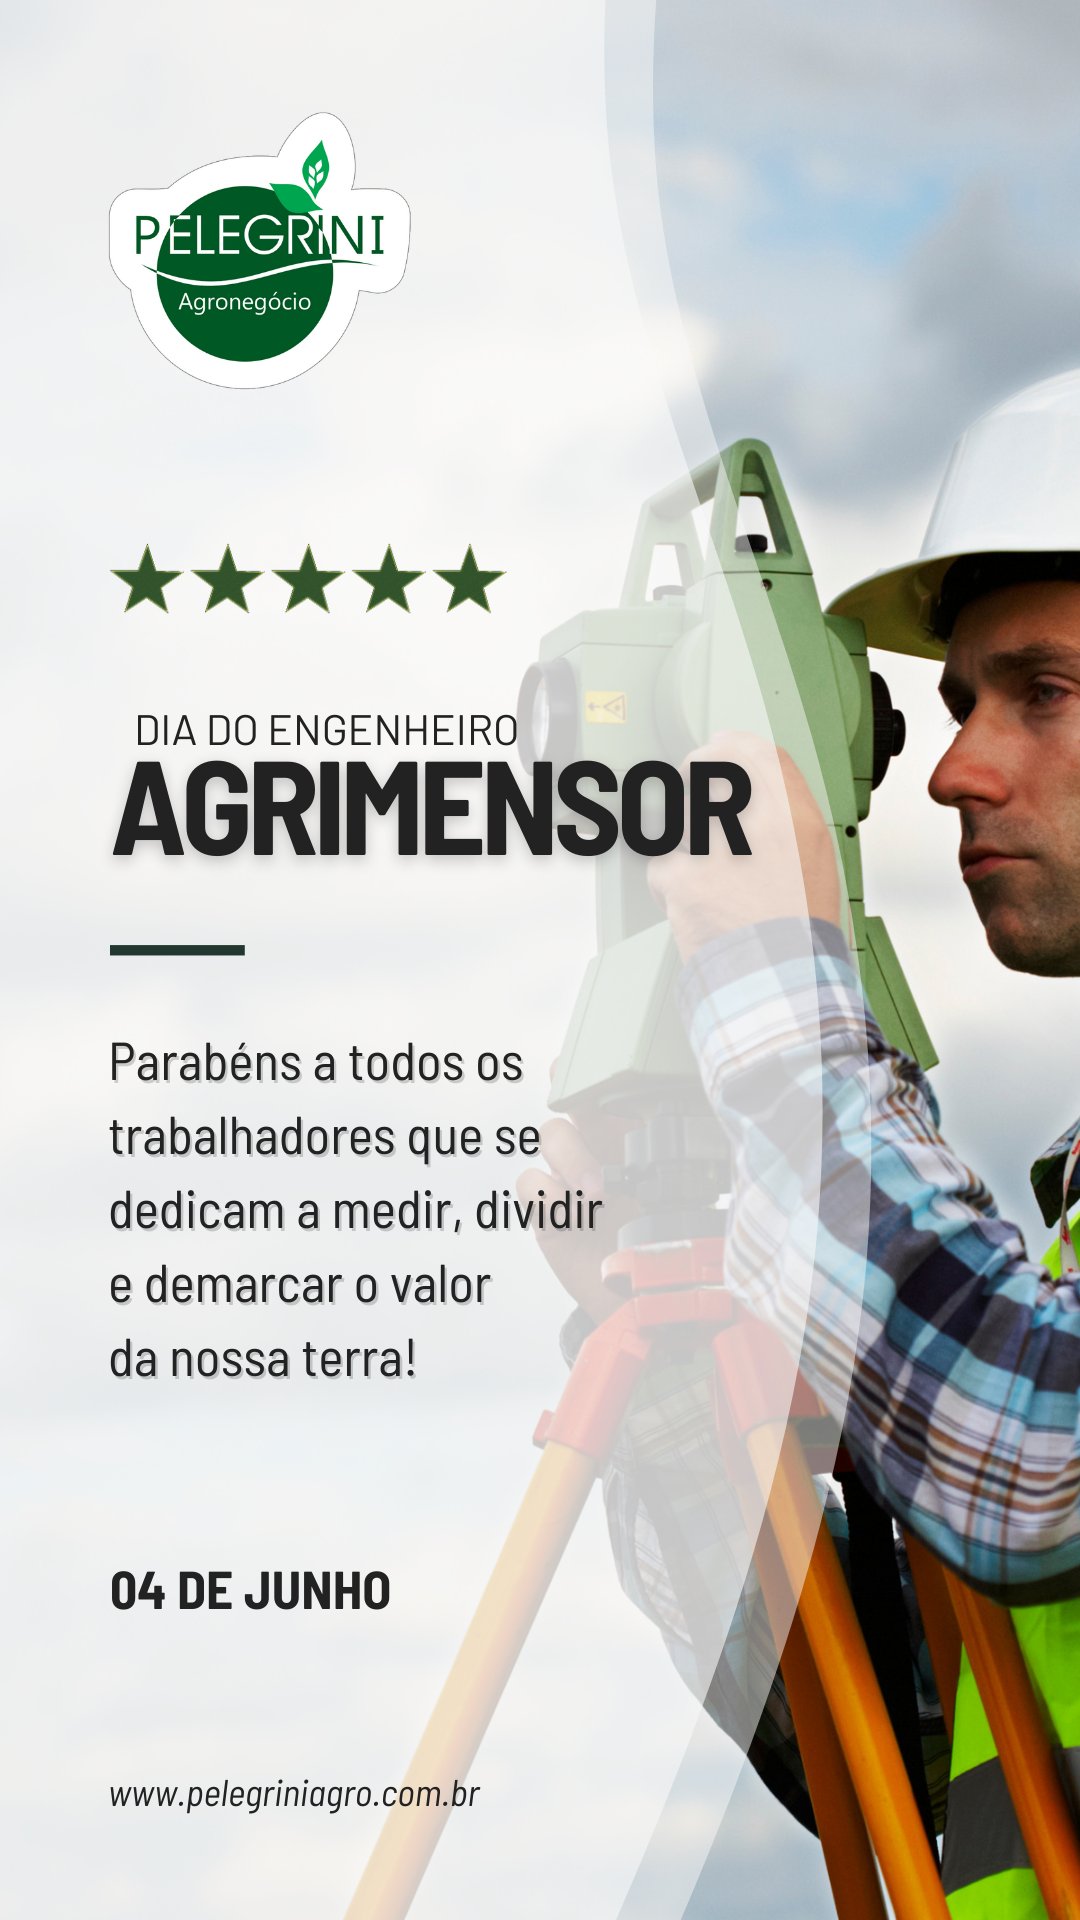 PELEGRINI
Agronegócio
DIA DO ENGENHEIRO
AGRIMENSOR
Parabéns a todos os
trabalhadores que se
dedicam a medir, dividir
e demarcar o valor
da nossa terra!
04 DE JUNHO
www.pelegriniagro.com.br